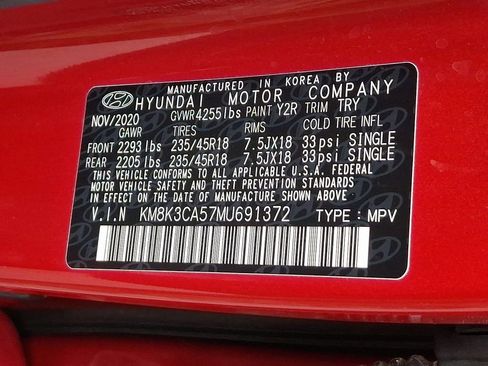 MANUFACTURED IN KOREA BY
HYUNDAI MOTOR COMPANY
NOV/2020 GVWR 4255lbs PAINT Y2R TRIM TRY
GAWR TIRES RIMS COLD TIRE INFL
FRONT 2293 lbs 235/45R18 7.5JX18 33psi SINGLE
REAR 2205 lbs 235/45R18 7.5JX18 33psi SINGLE
THIS VEHICLE CONFORMS TO ALL APPLICABLE U.S.A. FEDERAL
MOTOR VEHICLE SAFETY AND THEFT PREVENTION STANDARDS
IN EFFECT ON THE DATE OF MANUFACTURE SHOWN ABOVE.
V.I.N KM8K3CA57MU691372 TYPE : MPV